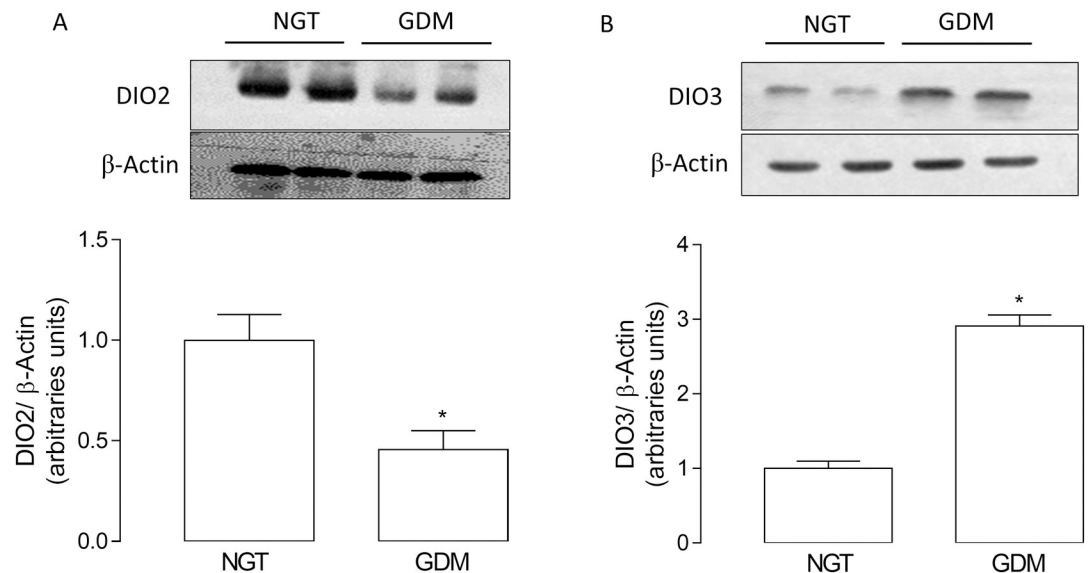 A
NGT GDM
DIO2
β-Actin
1.5
1.0
0.5
0.0
DIO2/ β-Actin
(arbitraries units)
*
NGT GDM
B
NGT GDM
DIO3
β-Actin
4
3
2
1
0
DIO3/ β-Actin
(arbitraries units)
*
NGT GDM